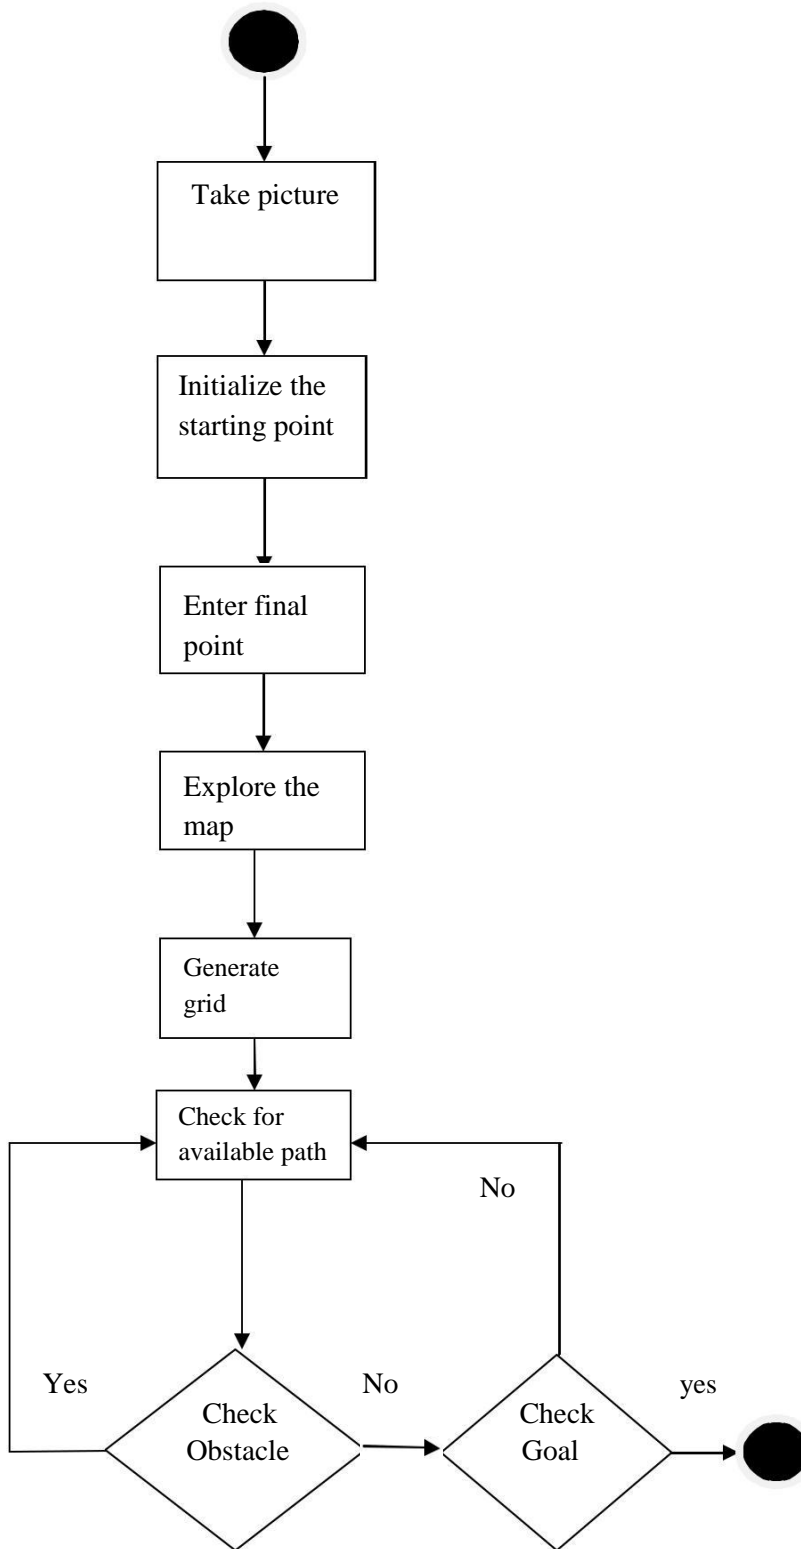 Take picture
Initialize the
starting point
Enter final
point
Explore the
map
Generate
grid
Check for
available path
No
Yes
No
yes
Check
Obstacle
Check
Goal